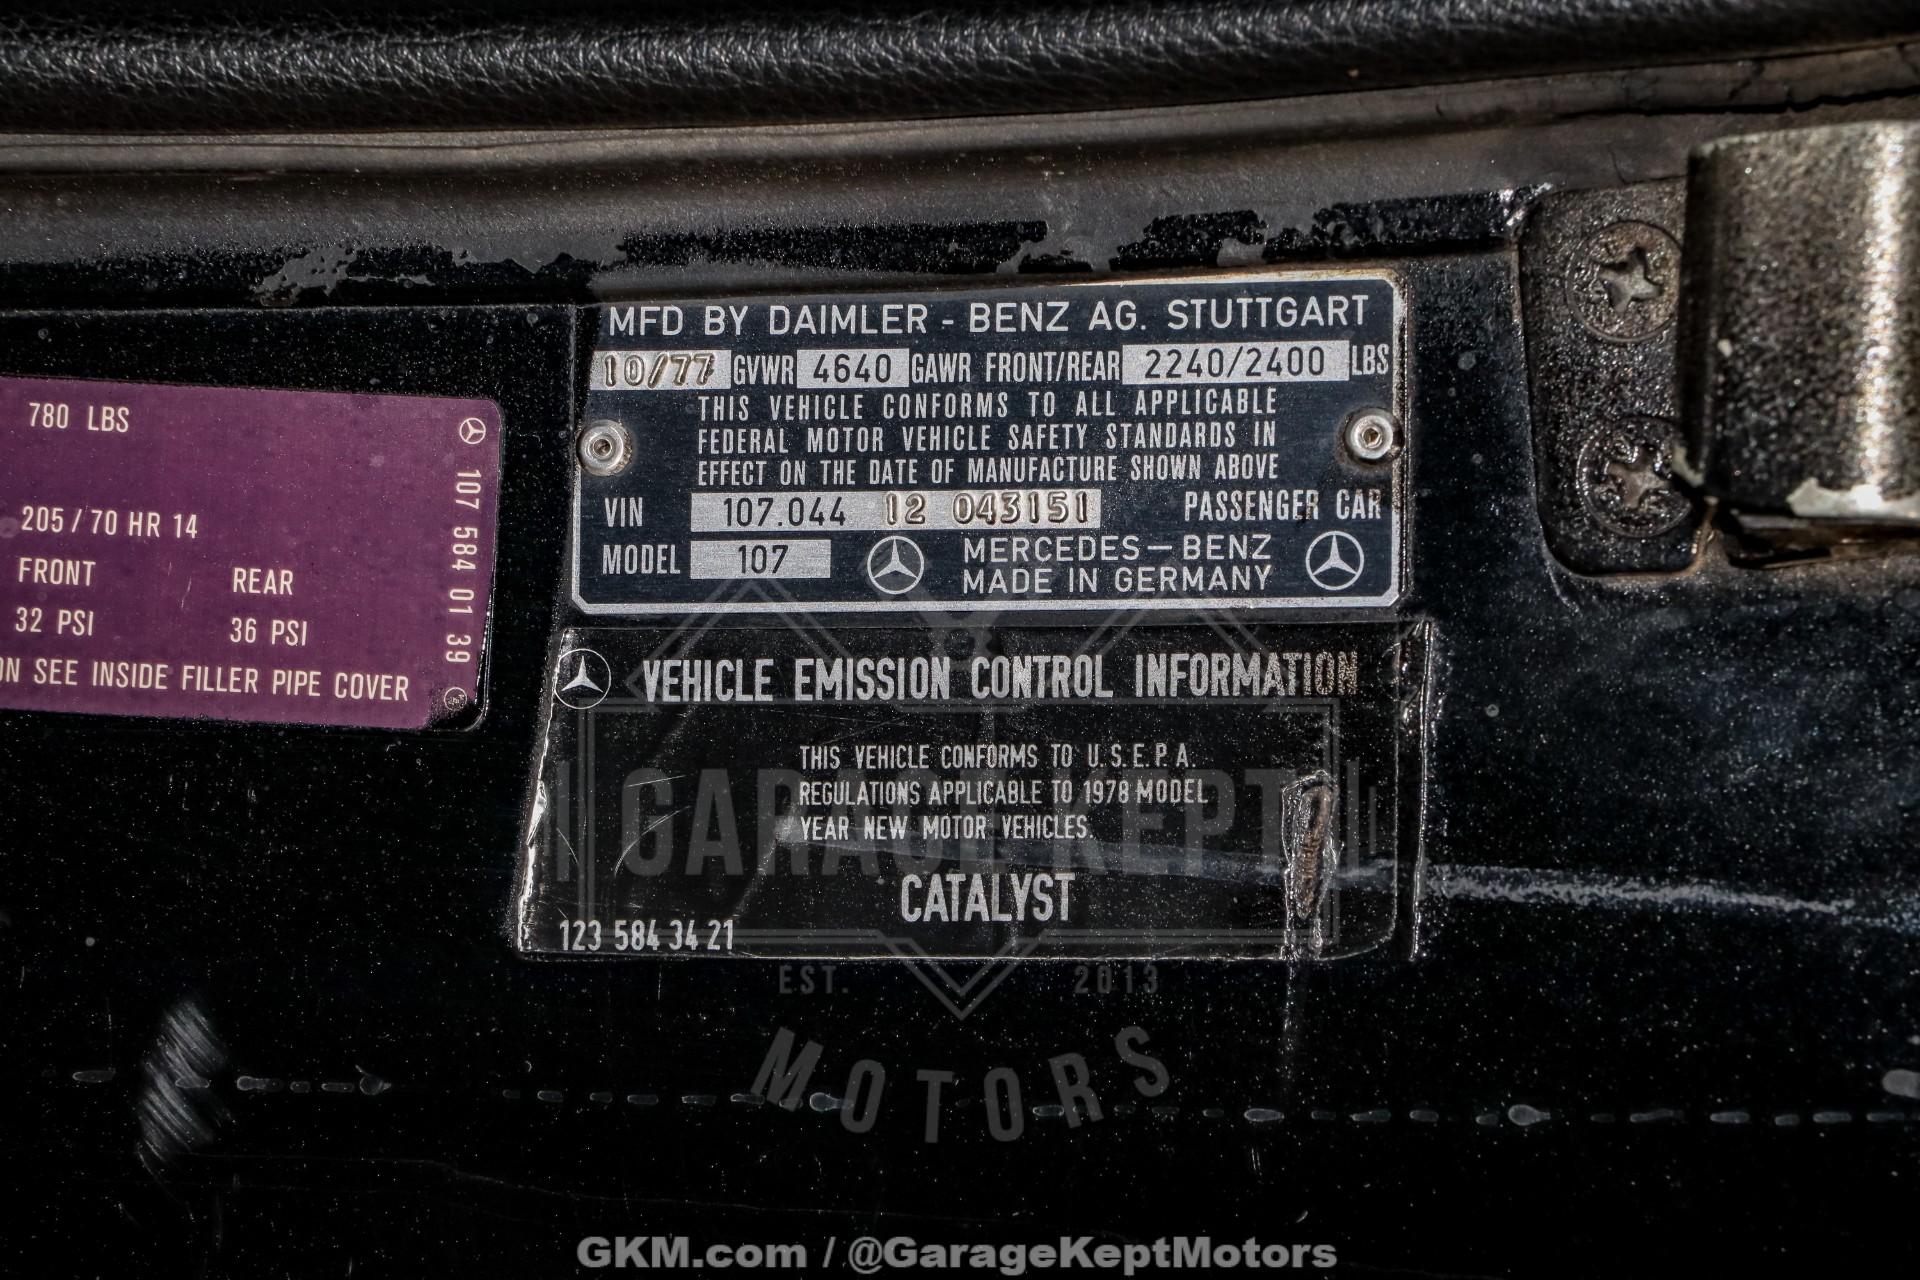 MFD BY DAIMLER - BENZ AG. STUTTGART
10/77 GVWR 4640 GAWR FRONT/REAR 2240/2400 LBS
THIS VEHICLE CONFORMS TO ALL APPLICABLE
FEDERAL MOTOR VEHICLE SAFETY STANDARDS IN
EFFECT ON THE DATE OF MANUFACTURE SHOWN ABOVE
VIN 107.044 12 043151 PASSENGER CAR
MODEL 107 MERCEDES - BENZ
MADE IN GERMANY
780 LBS
205 / 70 HR 14
FRONT REAR
32 PSI 36 PSI
ON SEE INSIDE FILLER PIPE COVER
107 584 01 39
VEHICLE EMISSION CONTROL INFORMATION
THIS VEHICLE CONFORMS TO U.S.E.P.A.
REGULATIONS APPLICABLE TO 1978 MODEL
YEAR NEW MOTOR VEHICLES.
CATALYST
123 584 34 21
GARAGE KEPT
EST. 2013
MOTORS
GKM.com / @GarageKeptMotors